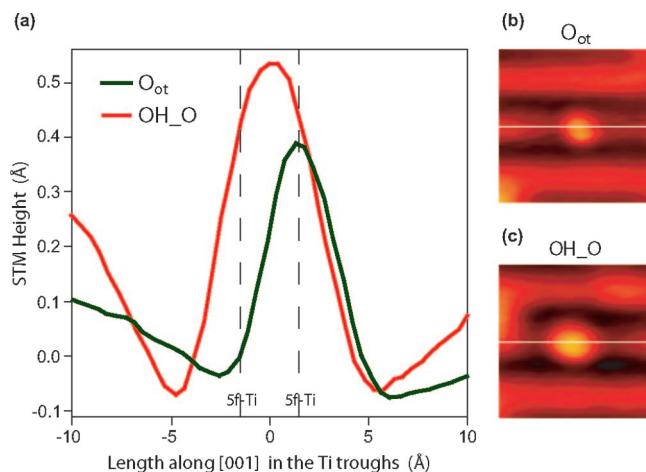 (a)
O_ot
OH_O
STM Height (Å)
0.5
0.4
0.3
0.2
0.1
0.0
-0.1
5f-Ti
5f-Ti
-10
-5
0
5
10
Length along [001] in the Ti troughs (Å)
(b)
O_ot
(c)
OH_O